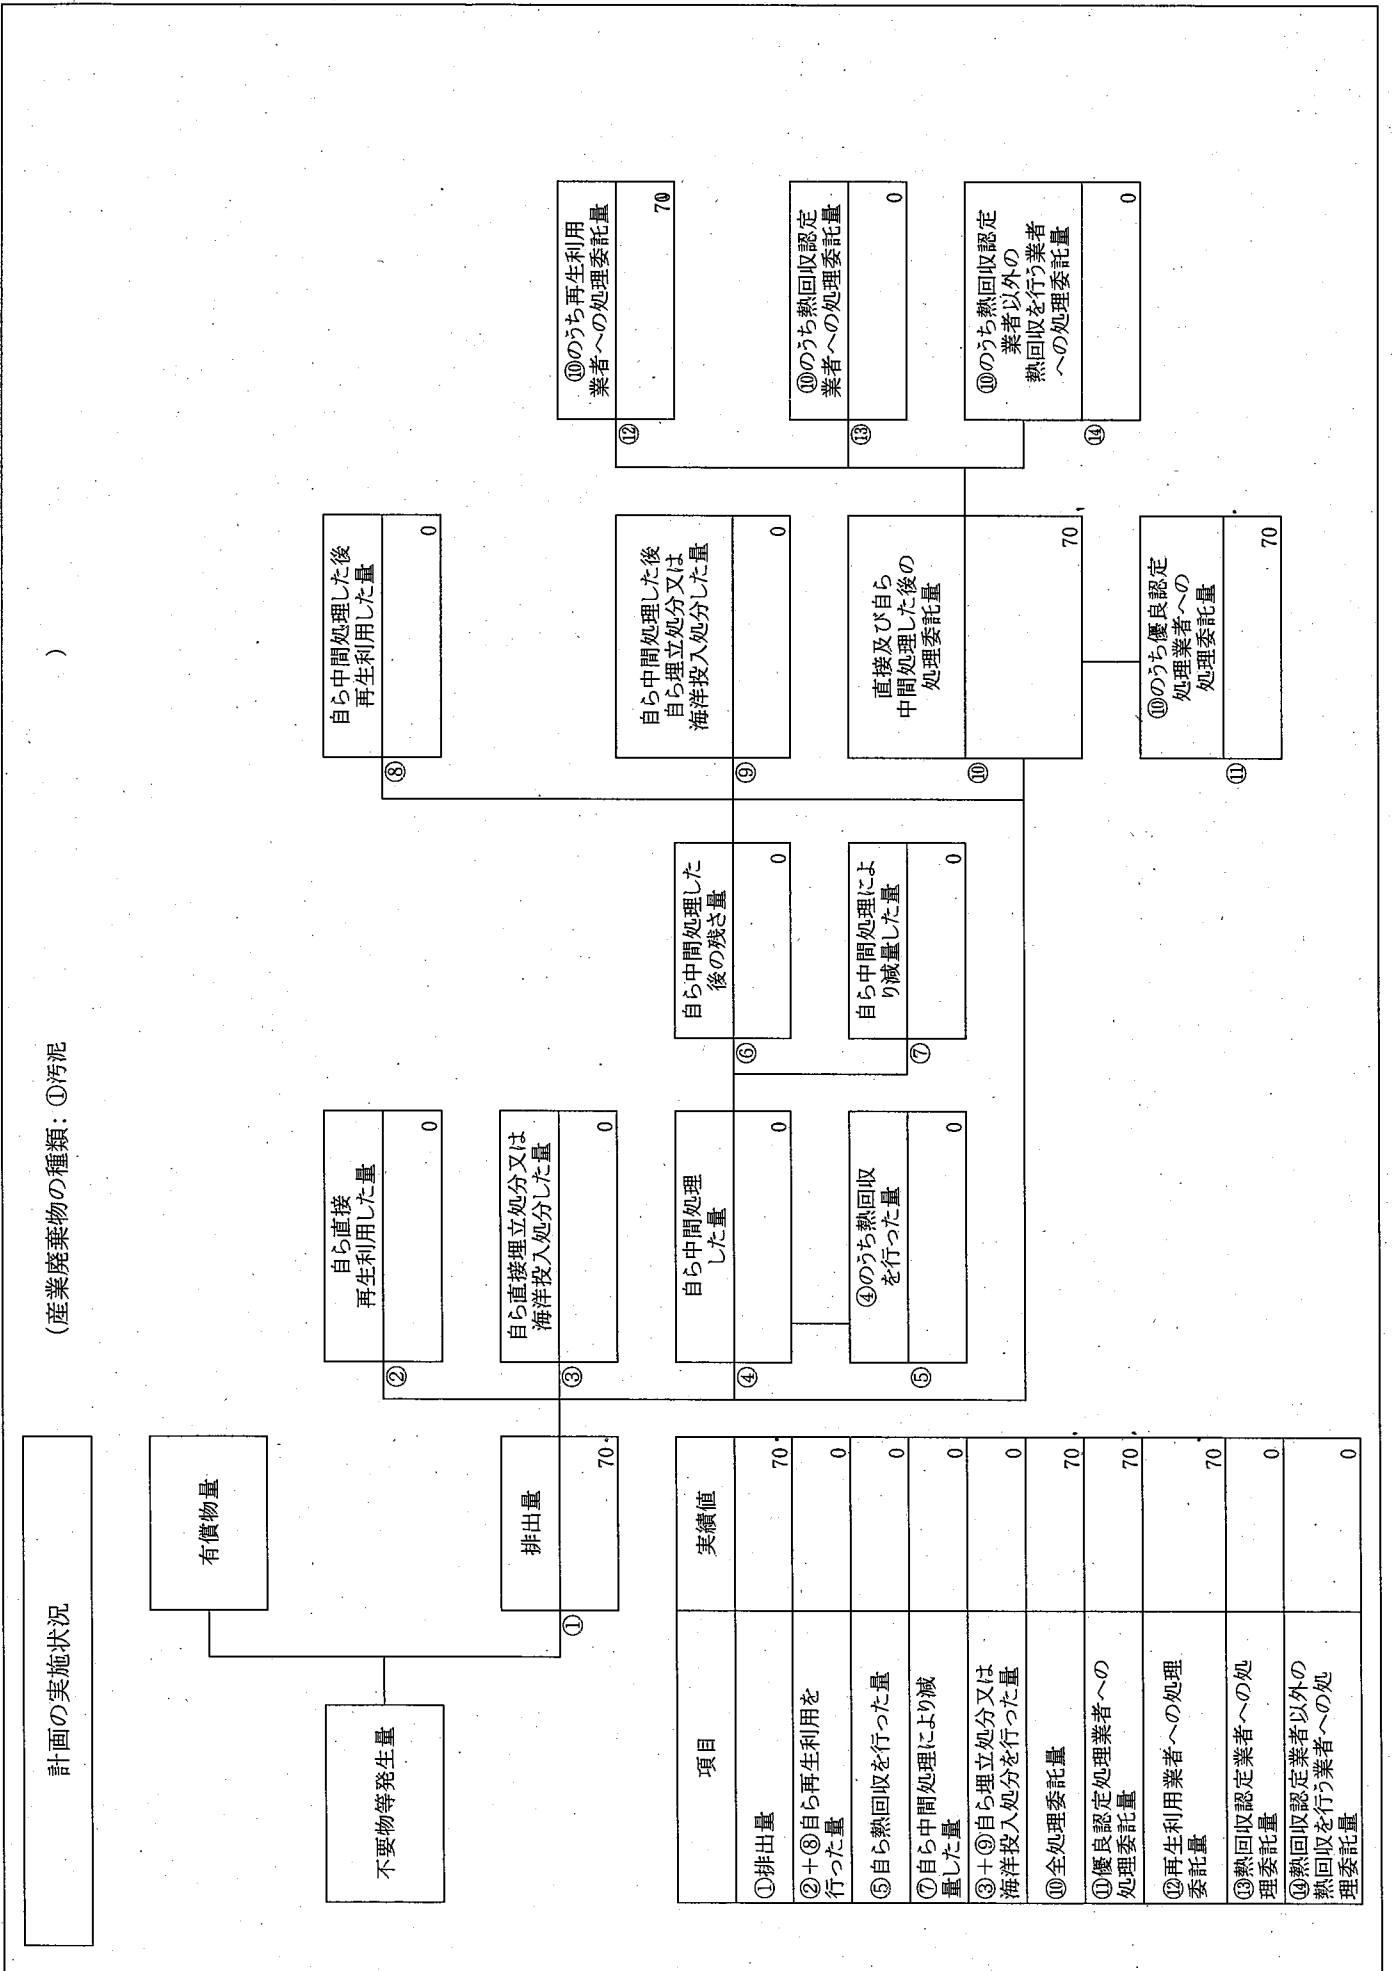 計画の実施状況
(産業廃棄物の種類：①汚泥
)
不要物等発生量
有償物量
①
排出量
70
②
自ら直接
再生利用した量
0
③
自ら直接埋立処分又は
海洋投入処分した量
0
④
自ら中間処理
した量
0
⑤
④のうち熱回収
を行った量
0
⑥
自ら中間処理した
後の残さ量
0
⑦
自ら中間処理によ
り減量した量
0
⑧
自ら中間処理した後
再生利用した量
0
⑨
自ら中間処理した後
自ら埋立処分又は
海洋投入処分した量
0
⑩
直接及び自ら
中間処理した後の
処理委託量
70
⑪
⑩のうち優良認定
処理業者への
処理委託量
70
⑫
⑩のうち再生利用
業者への処理委託量
70
⑬
⑩のうち熱回収認定
業者への処理委託量
0
⑭
⑩のうち熱回収認定
業者以外の
熱回収を行う業者
への処理委託量
0
項目 実績値
①排出量 70
②＋⑧自ら再生利用を
行った量 0
⑤自ら熱回収を行った量 0
⑦自ら中間処理により減
量した量 0
③＋⑨自ら埋立処分又は
海洋投入処分を行った量 0
⑩全処理委託量 70
⑪優良認定処理業者への
処理委託量 70
⑫再生利用業者への処理
委託量 70
⑬熱回収認定業者への処
理委託量 0
⑭熱回収認定業者以外の
熱回収を行う業者への処
理委託量 0